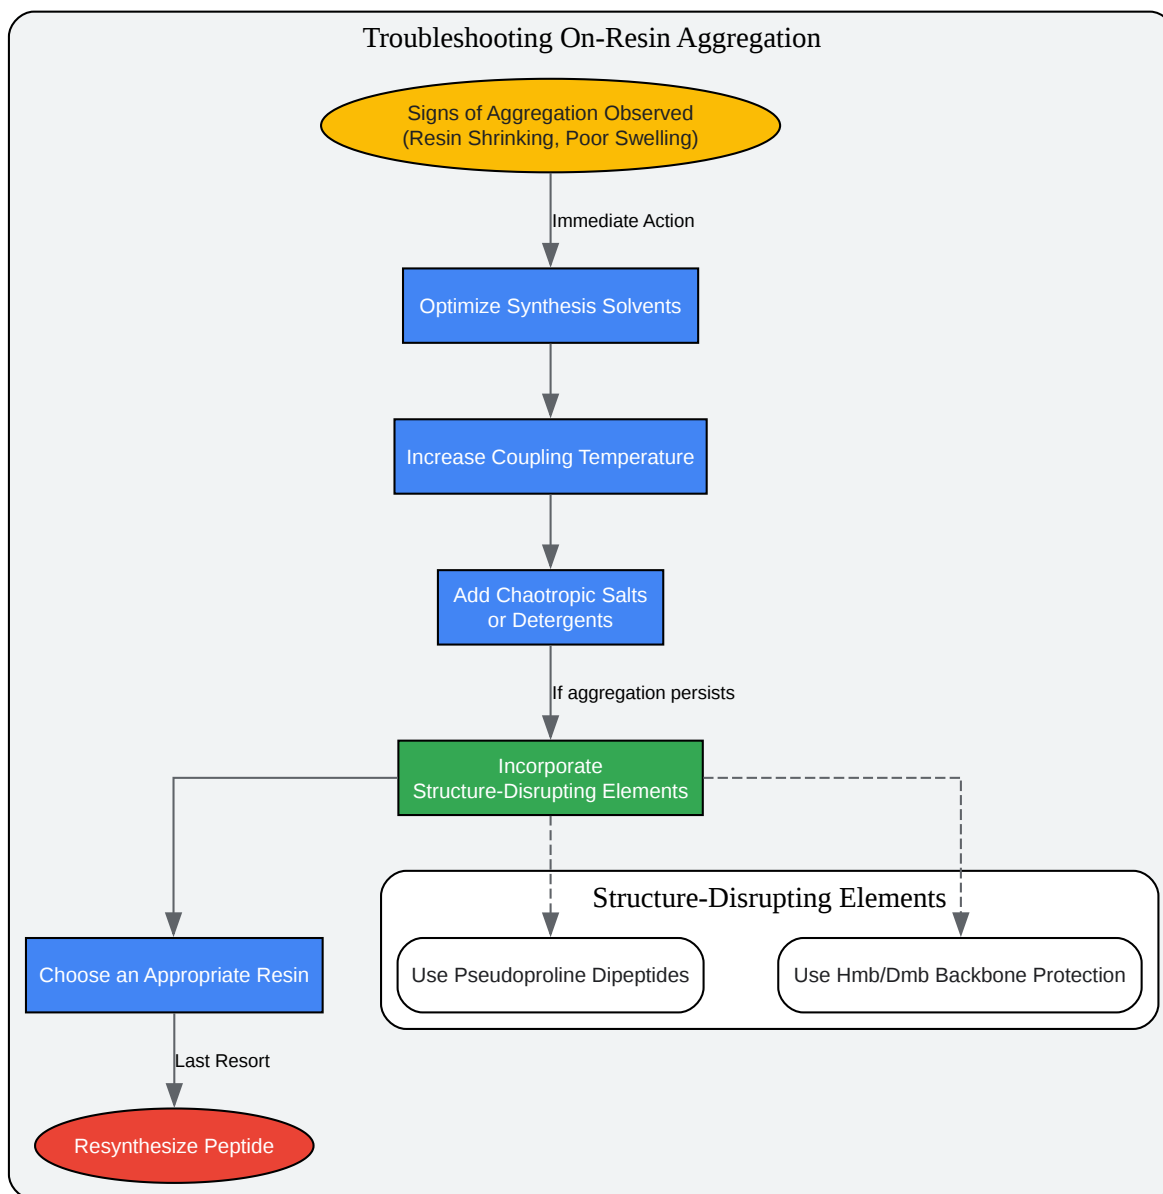 Troubleshooting On-Resin Aggregation
Signs of Aggregation Observed
(Resin Shrinking, Poor Swelling)
Immediate Action
Optimize Synthesis Solvents
Increase Coupling Temperature
Add Chaotropic Salts
or Detergents
If aggregation persists
Incorporate
Structure-Disrupting Elements
Structure-Disrupting Elements
Choose an Appropriate Resin
Use Pseudoproline Dipeptides
Use Hmb/Dmb Backbone Protection
Last Resort
Resynthesize Peptide